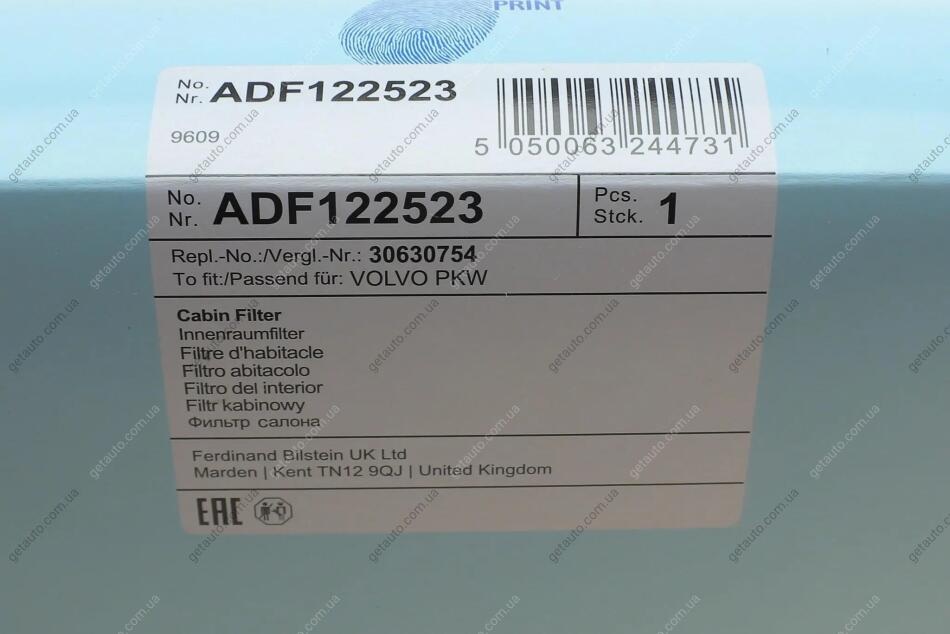 PRINT
No. Nr. ADF122523
9609
5 050063 244731
No. Nr. ADF122523
Pcs. Stck. 1
Repl.-No.:/Vergl.-Nr.: 30630754
To fit:/Passend für: VOLVO PKW
Cabin Filter
Innenraumfilter
Filtre d'habitacle
Filtro abitacolo
Filtro del interior
Filtr kabinowy
Фильтр салона
Ferdinand Bilstein UK Ltd
Marden | Kent TN12 9QJ | United Kingdom
EAC
getauto.com.ua